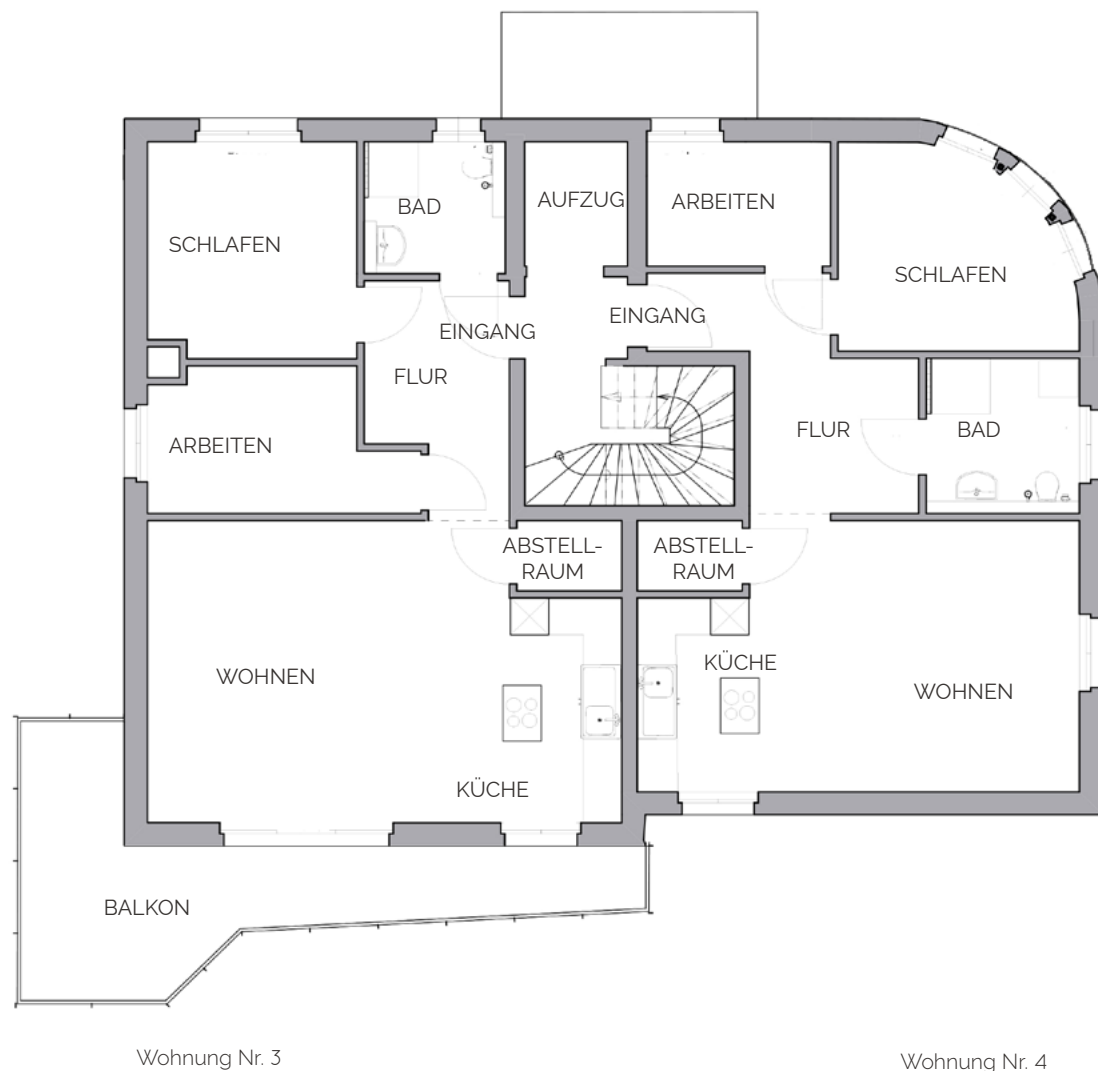 AUFZUG
ARBEITEN
BAD
SCHLAFEN
SCHLAFEN
EINGANG
EINGANG
FLUR
FLUR
BAD
ARBEITEN
ABSTELL-
RAUM
ABSTELL-
RAUM
KÜCHE
WOHNEN
WOHNEN
KÜCHE
BALKON
Wohnung Nr. 3
Wohnung Nr. 4